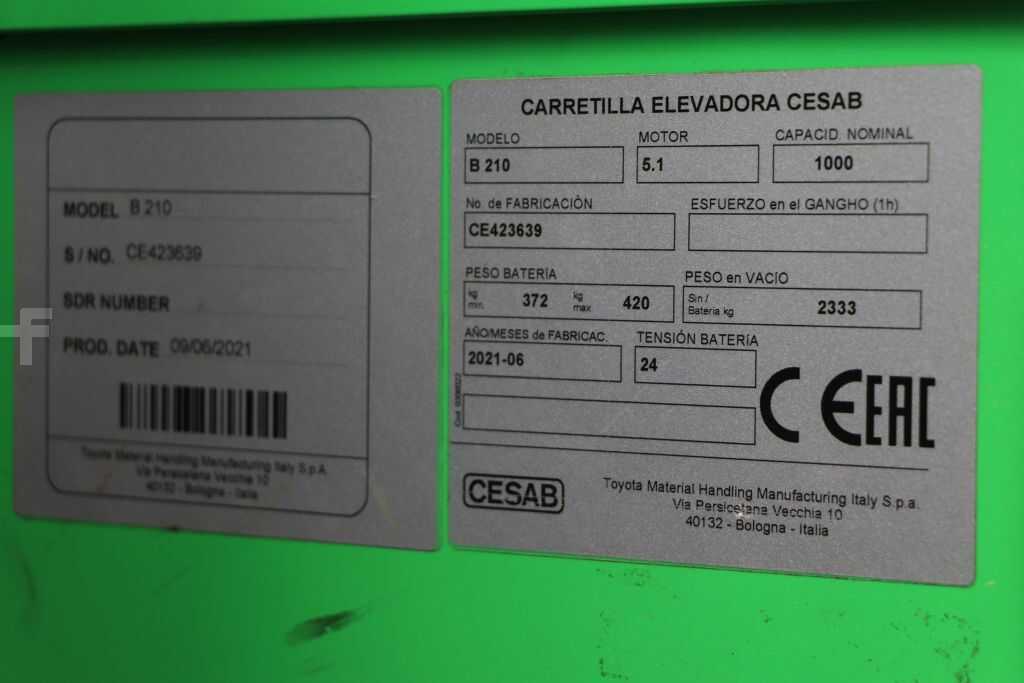 MODEL B 210
S / NO. CE423639
SDR NUMBER
PROD. DATE 09/06/2021
Toyota Material Handling Manufacturing Italy S.p.A.
Via Persicetana Vecchia 10
40132 - Bologna - Italia
CARRETILLA ELEVADORA CESAB
MODELO MOTOR CAPACID. NOMINAL
B 210 5.1 1000
No. de FABRICACIÒN ESFUERZO en el GANGHO (1h)
CE423639
PESO BATERÍA PESO en VACÍO
kg min. 372 kg max 420 Sin / Bateria kg 2333
AÑO/MESES de FABRICAC. TENSIÓN BATERÍA
2021-06 24
CE EAC
CESAB
Toyota Material Handling Manufacturing Italy S.p.a.
Via Persicetana Vecchia 10
40132 - Bologna - Italia
f